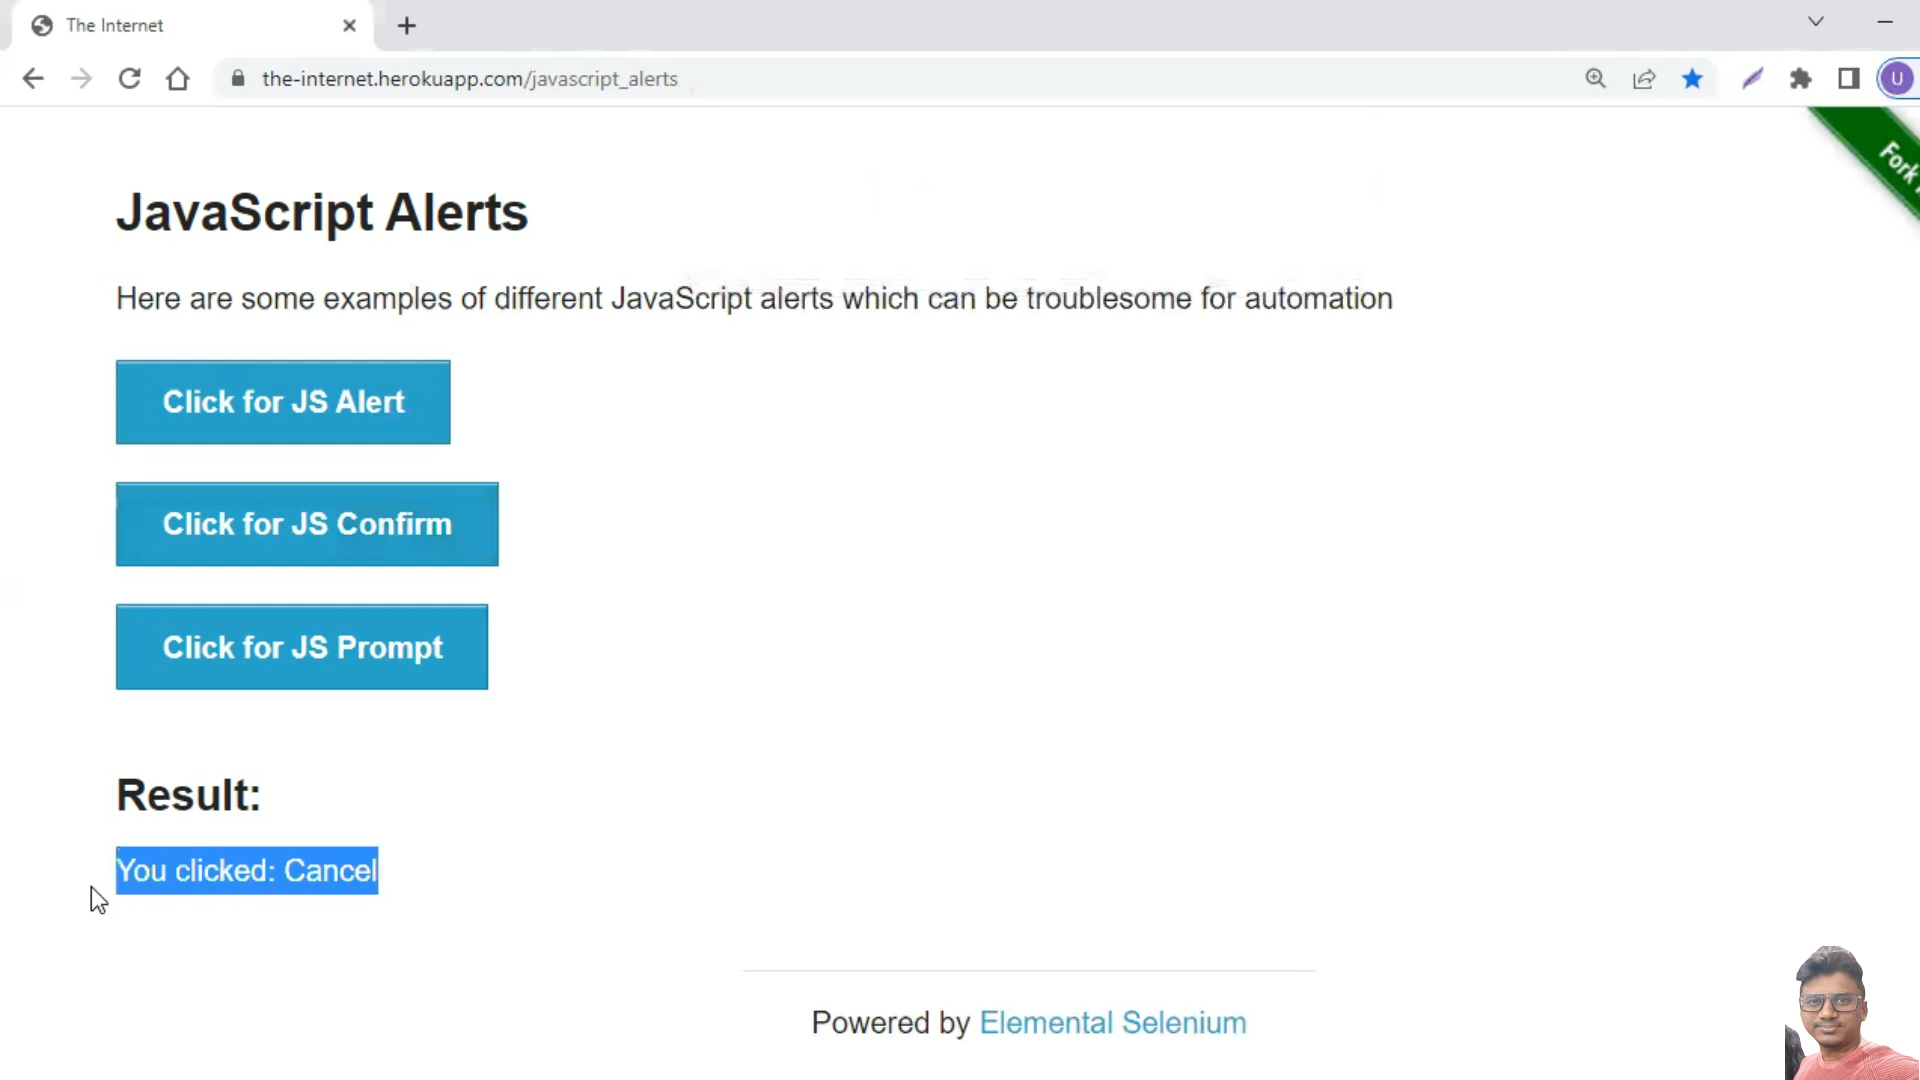 The Internet
the-internet.herokuapp.com/javascript_alerts
U
Fork
JavaScript Alerts
Here are some examples of different JavaScript alerts which can be troublesome for automation
Click for JS Alert
Click for JS Confirm
Click for JS Prompt
Result:
You clicked: Cancel
Powered by Elemental Selenium